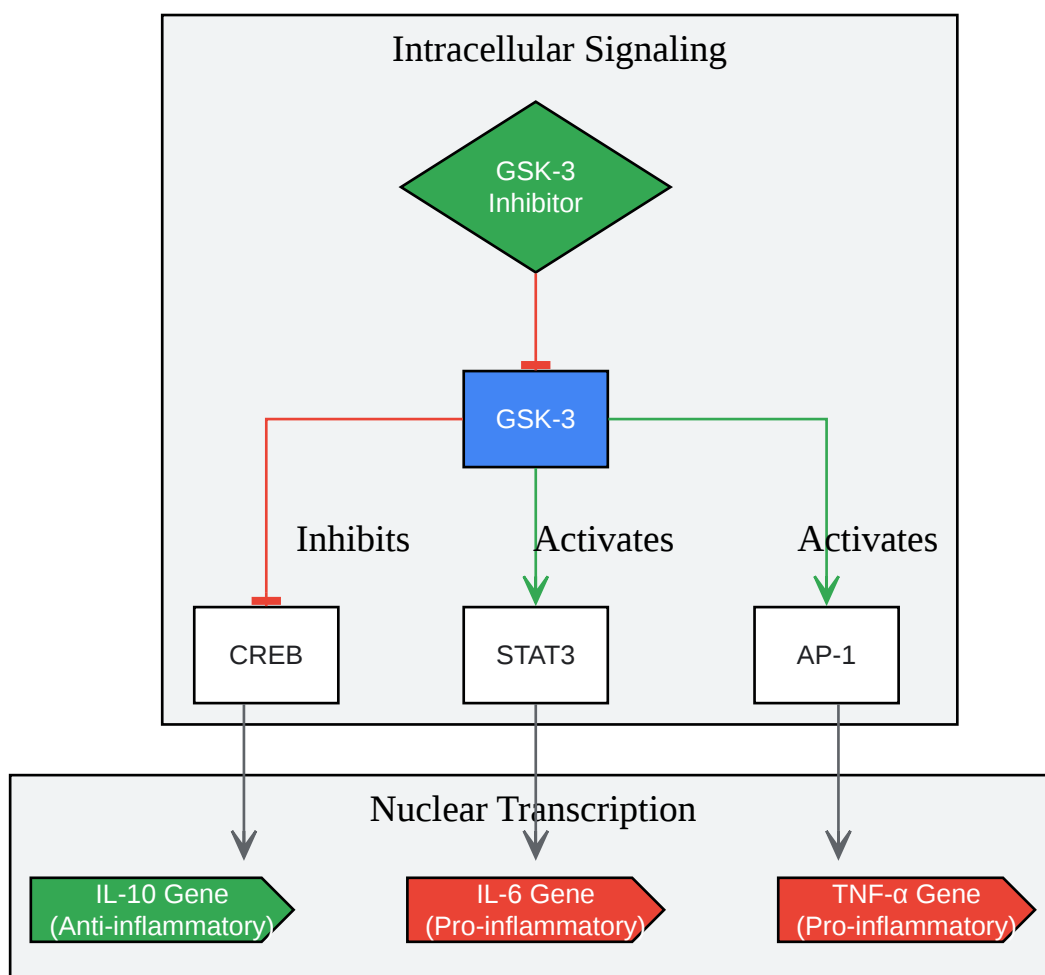 Intracellular Signaling
GSK-3
Inhibitor
GSK-3
Inhibits
Activates
Activates
CREB
STAT3
AP-1
Nuclear Transcription
IL-10 Gene
(Anti-inflammatory)
IL-6 Gene
(Pro-inflammatory)
TNF-α Gene
(Pro-inflammatory)